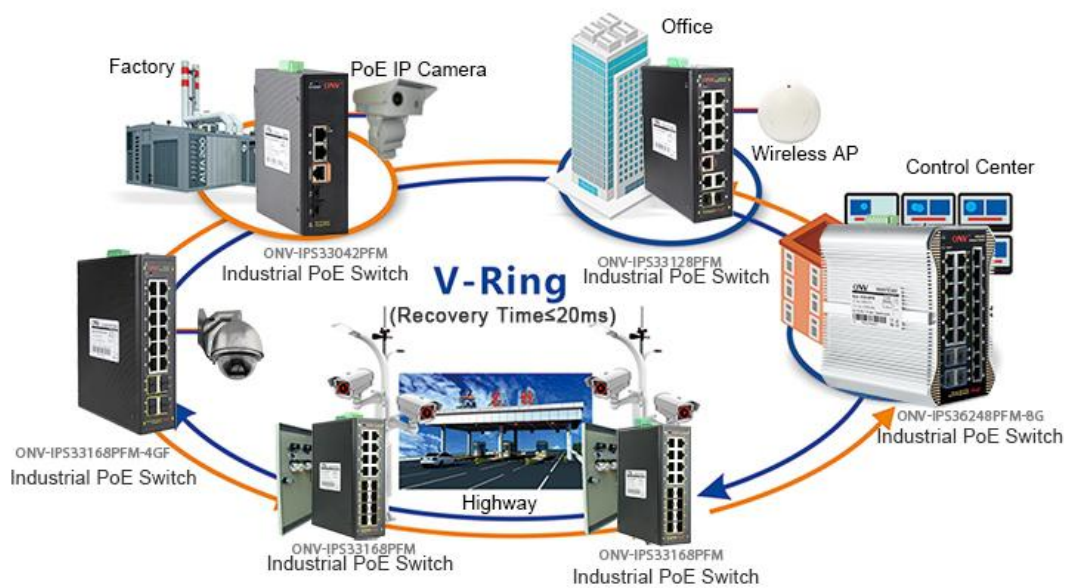 Office
Factory
PoE IP Camera
Wireless AP
Control Center
ONV-IPS33042PFM
Industrial PoE Switch
ONV-IPS33128PFM
Industrial PoE Switch
V-Ring
(Recovery Time≤20ms)
ONV-IPS36248PFM-8G
Industrial PoE Switch
ONV-IPS33168PFM-4GF
Industrial PoE Switch
Highway
ONV-IPS33168PFM
Industrial PoE Switch
ONV-IPS33168PFM
Industrial PoE Switch
ONV
ONV